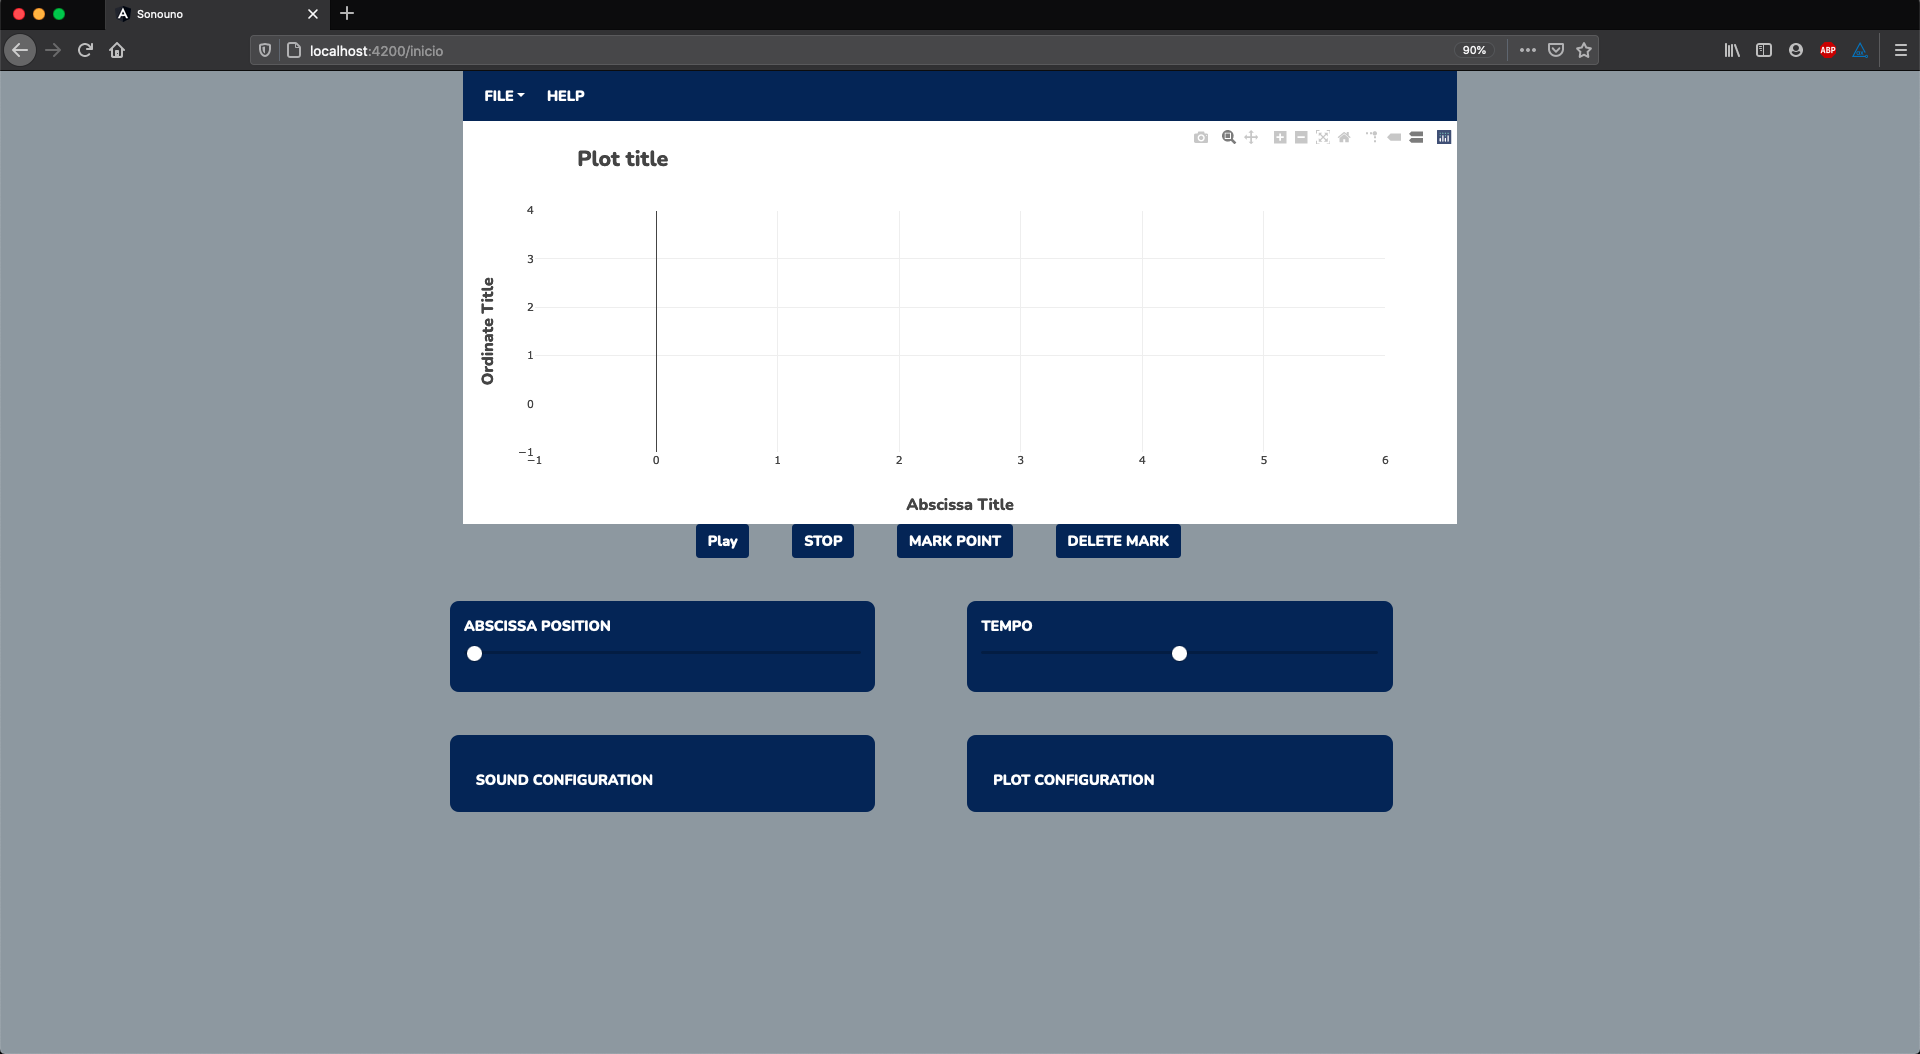 Sonouno
localhost:4200/inicio
90%
ABP
FILE HELP
Plot title
4
3
2
1
0
−1
Ordinate Title
−1 0 1 2 3 4 5 6
Abscissa Title
Play STOP MARK POINT DELETE MARK
ABSCISSA POSITION
TEMPO
SOUND CONFIGURATION
PLOT CONFIGURATION